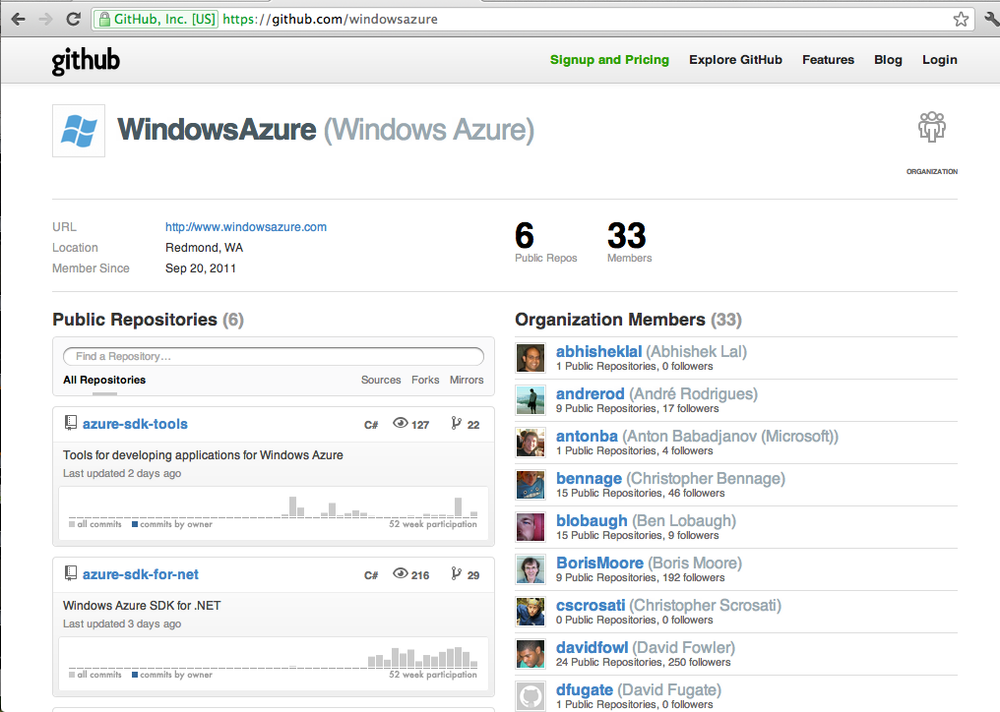 GitHub, Inc. [US] https://github.com/windowsazure
github
Signup and Pricing Explore GitHub Features Blog Login
WindowsAzure (Windows Azure)
ORGANIZATION
URL http://www.windowsazure.com
Location Redmond, WA
Member Since Sep 20, 2011
6
Public Repos
33
Members
Public Repositories (6)
Find a Repository…
All Repositories Sources Forks Mirrors
azure-sdk-tools C# 127 22
Tools for developing applications for Windows Azure
Last updated 2 days ago
all commits commits by owner 52 week participation
azure-sdk-for-net C# 216 29
Windows Azure SDK for .NET
Last updated 3 days ago
all commits commits by owner 52 week participation
Organization Members (33)
abhisheklal (Abhishek Lal)
1 Public Repositories, 0 followers
andrerod (André Rodrigues)
9 Public Repositories, 17 followers
antonba (Anton Babadjanov (Microsoft))
1 Public Repositories, 4 followers
bennage (Christopher Bennage)
15 Public Repositories, 46 followers
blobaugh (Ben Lobaugh)
15 Public Repositories, 9 followers
BorisMoore (Boris Moore)
9 Public Repositories, 192 followers
cscrosati (Christopher Scrosati)
0 Public Repositories, 0 followers
davidfowl (David Fowler)
24 Public Repositories, 250 followers
dfugate (David Fugate)
1 Public Repositories, 0 followers